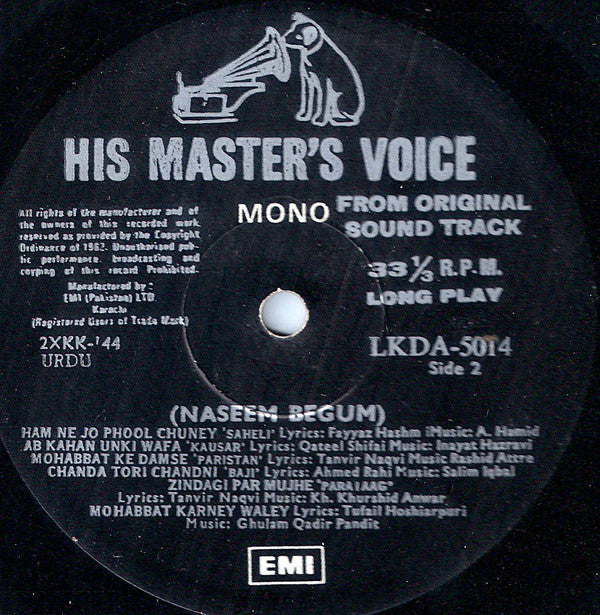 HIS MASTER'S VOICE
All rights of the manufacturer and of
the owners of this recorded work
reserved as provided by the Copyright
Ordinance of 1962. Unauthorised pub-
lic performance, broadcasting and
copying of this record Prohibited.
Manufactured by :
EMI (Pakistan) LTD.
Karachi
(Registered Users of Trade Mark)
2XKK-'44
URDU
MONO
FROM ORIGINAL
SOUND TRACK
33 1/3 R.P.M.
LONG PLAY
LKDA-5014
Side 2
(NASEEM BEGUM)
HAM NE JO PHOOL CHUNEY 'SAHELI' Lyrics: Fayyaz Hashm iMusic: A. Hamid
AB KAHAN UNKI WAFA 'KAUSAR' Lyrics: Qateel Shifai Music: Inayat Hazravi
MOHABBAT KE DAMSE 'PARISTAN' Lyrics: Tanvir Naqvi Music Rashid Attre
CHANDA TORI CHANDNI 'BAJI' Lyrics: Ahmed Rahi Music: Salim Iqbal
ZINDAGI PAR MUJHE
Lyrics: Tanvir Naqvi Music: Kh. Khurshid Anwar
MOHABBAT KARNEY WALEY Lyrics: Tufail Hoshiarpuri
Music: Ghulam Qadir Pandit
EMI